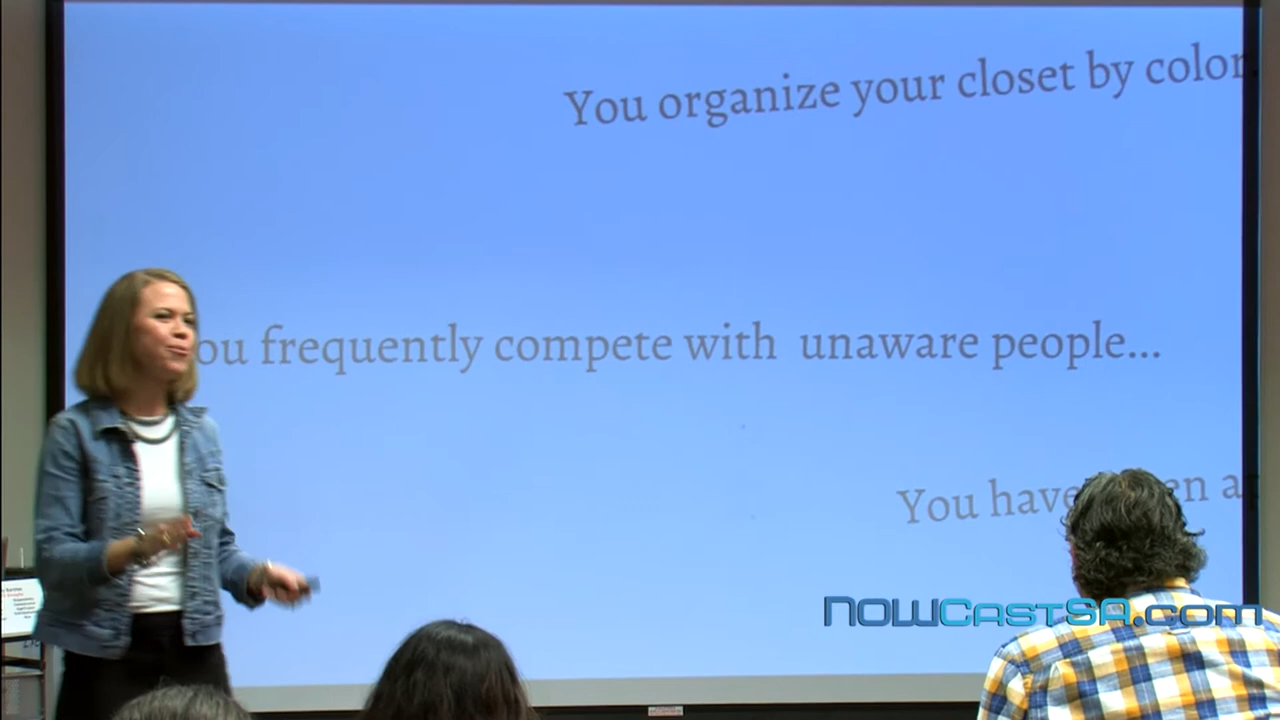 You organize your closet by color.
ou frequently compete with unaware people...
You have
NOWCastSA.com